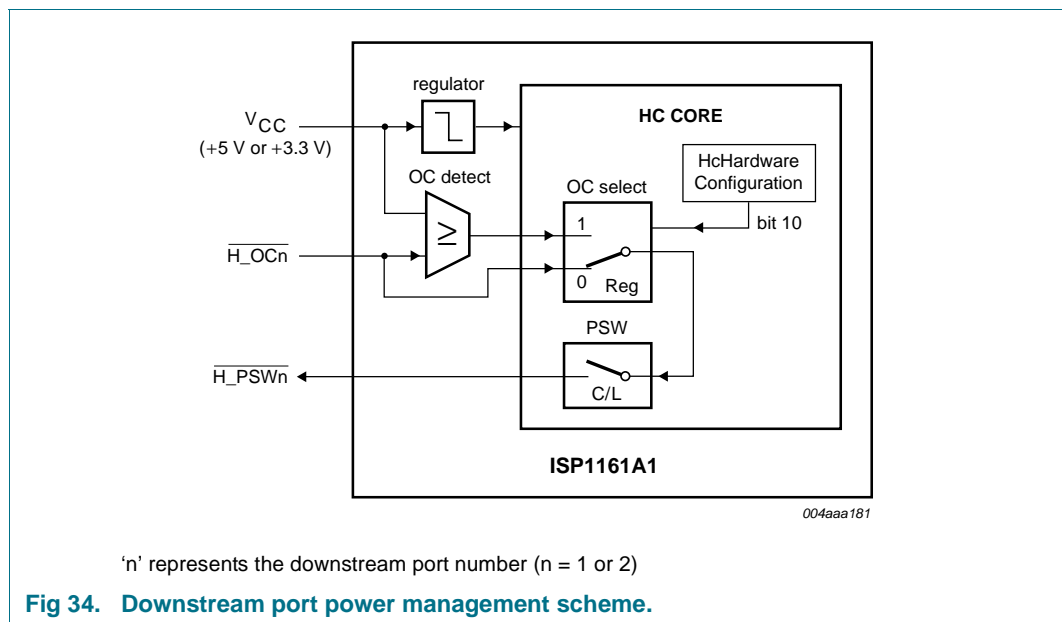 regulator
HC CORE
VCC
(+5 V or +3.3 V)
HcHardware
Configuration
OC detect
OC select
1
bit 10
≥
H_OCn
0
Reg
PSW
H_PSWn
C/L
ISP1161A1
004aaa181
‘n’ represents the downstream port number (n = 1 or 2)
Fig 34. Downstream port power management scheme.